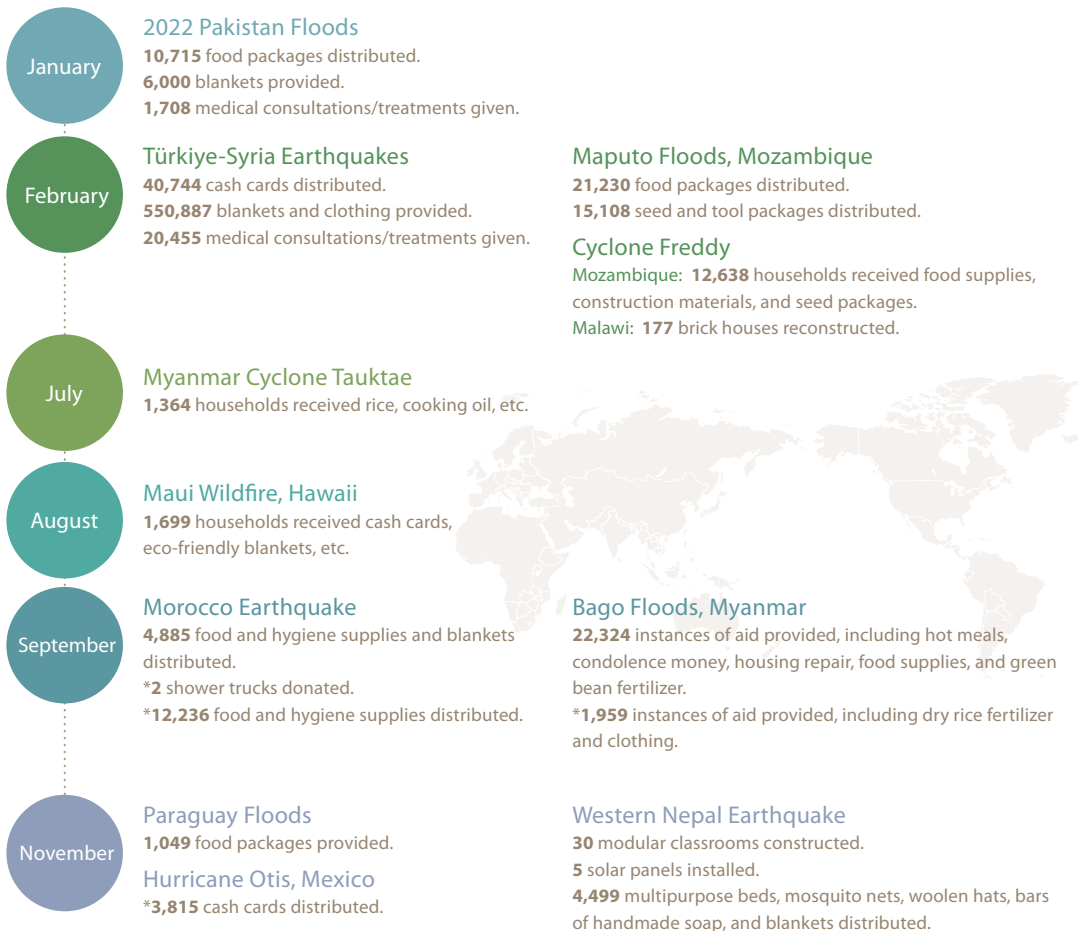 January
2022 Pakistan Floods
10,715 food packages distributed.
6,000 blankets provided.
1,708 medical consultations/treatments given.
February
Türkiye-Syria Earthquakes
40,744 cash cards distributed.
550,887 blankets and clothing provided.
20,455 medical consultations/treatments given.
Maputo Floods, Mozambique
21,230 food packages distributed.
15,108 seed and tool packages distributed.
Cyclone Freddy
Mozambique: 12,638 households received food supplies,
construction materials, and seed packages.
Malawi: 177 brick houses reconstructed.
July
Myanmar Cyclone Tauktae
1,364 households received rice, cooking oil, etc.
August
Maui Wildfire, Hawaii
1,699 households received cash cards,
eco-friendly blankets, etc.
September
Morocco Earthquake
4,885 food and hygiene supplies and blankets
distributed.
*2 shower trucks donated.
*12,236 food and hygiene supplies distributed.
Bago Floods, Myanmar
22,324 instances of aid provided, including hot meals,
condolence money, housing repair, food supplies, and green
bean fertilizer.
*1,959 instances of aid provided, including dry rice fertilizer
and clothing.
November
Paraguay Floods
1,049 food packages provided.
Hurricane Otis, Mexico
*3,815 cash cards distributed.
Western Nepal Earthquake
30 modular classrooms constructed.
5 solar panels installed.
4,499 multipurpose beds, mosquito nets, woolen hats, bars
of handmade soap, and blankets distributed.